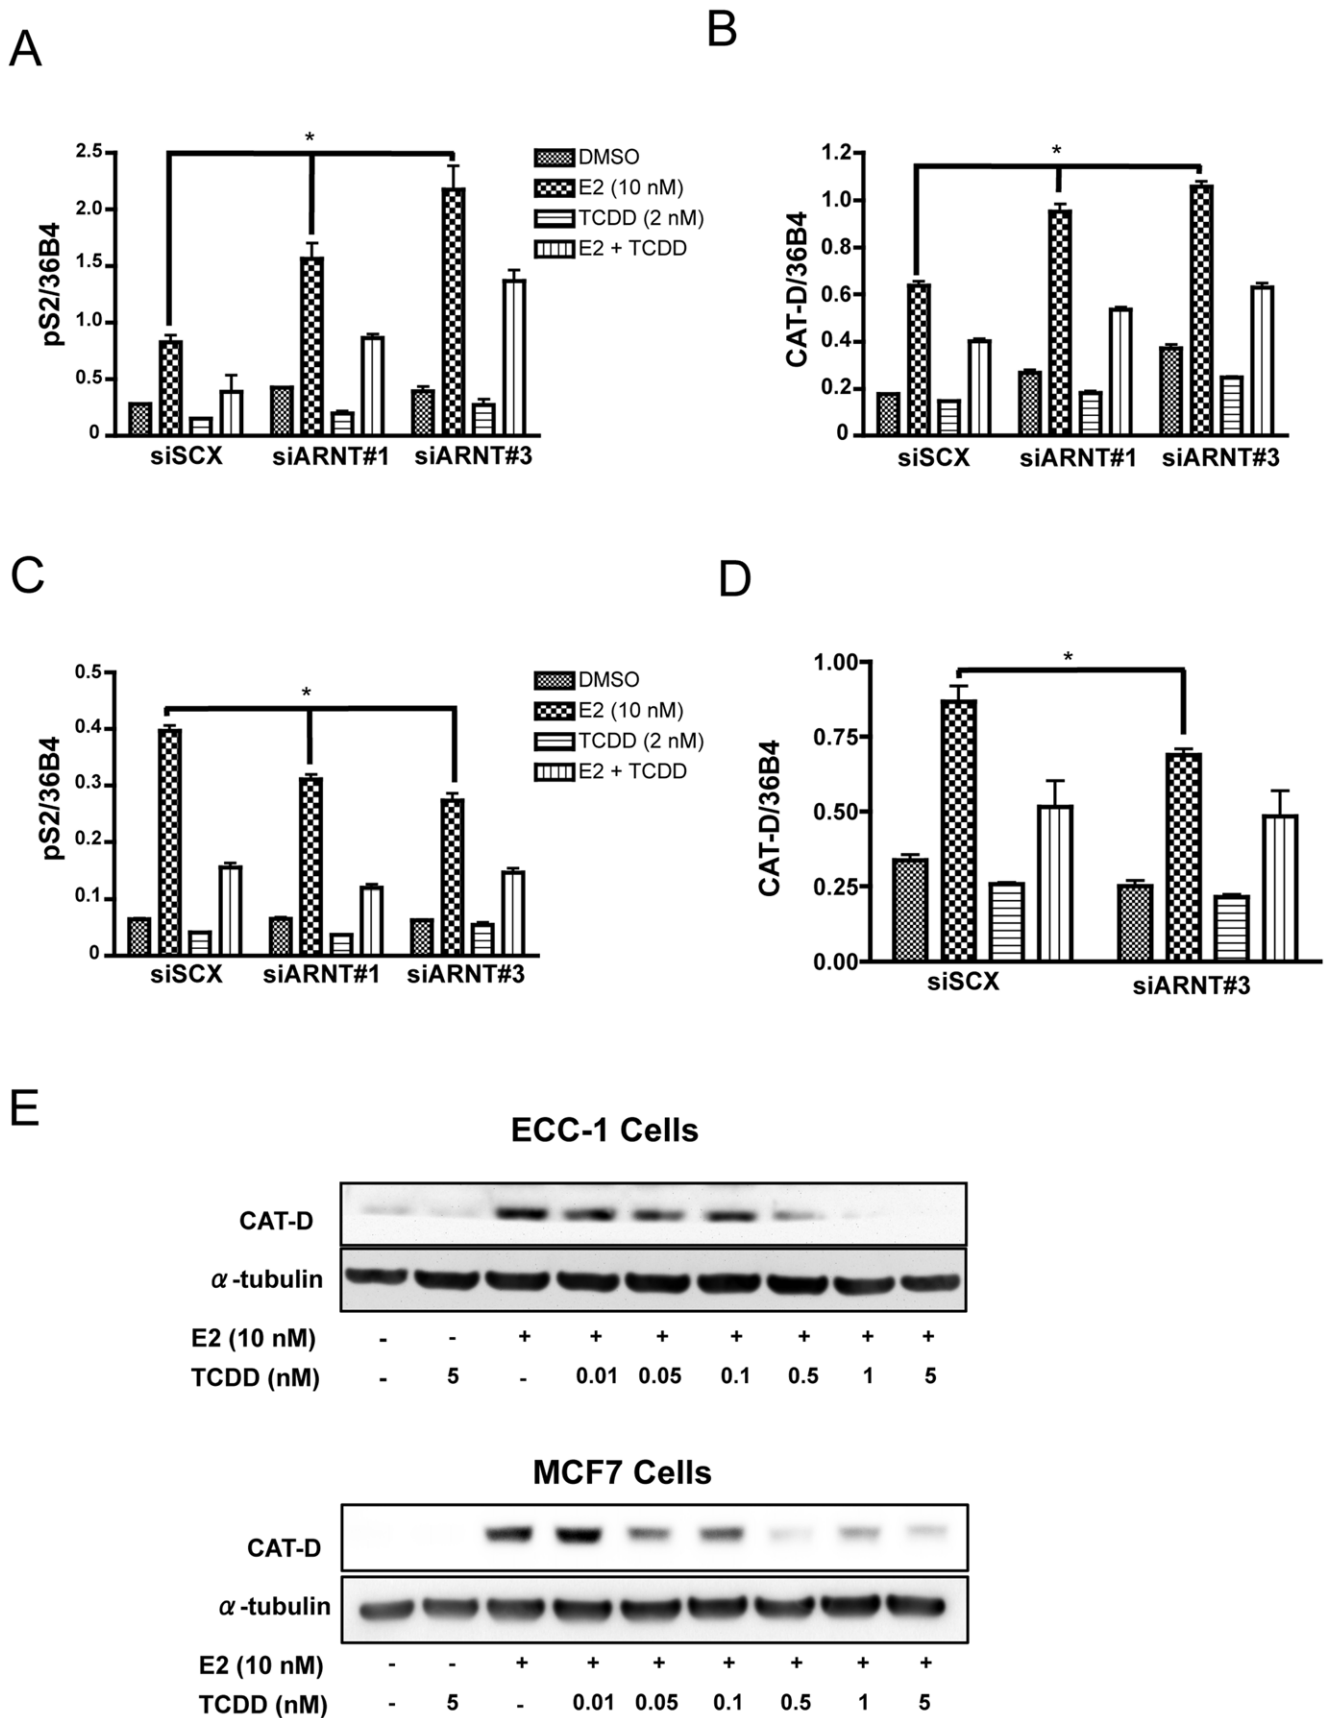 A
B
*
2.5
2.0
1.5
1.0
0.5
0
pS2/36B4
siSCX siARNT#1 siARNT#3
DMSO
E2 (10 nM)
TCDD (2 nM)
E2 + TCDD
*
1.2
1.0
0.8
0.6
0.4
0.2
0
CAT-D/36B4
siSCX siARNT#1 siARNT#3
C
D
*
0.5
0.4
0.3
0.2
0.1
0
pS2/36B4
siSCX siARNT#1 siARNT#3
DMSO
E2 (10 nM)
TCDD (2 nM)
E2 + TCDD
*
1.00
0.75
0.50
0.25
0.00
CAT-D/36B4
siSCX siARNT#3
E
ECC-1 Cells
CAT-D
α-tubulin
E2 (10 nM) - - + + + + + + +
TCDD (nM) - 5 - 0.01 0.05 0.1 0.5 1 5
MCF7 Cells
CAT-D
α-tubulin
E2 (10 nM) - - + + + + + + +
TCDD (nM) - 5 - 0.01 0.05 0.1 0.5 1 5